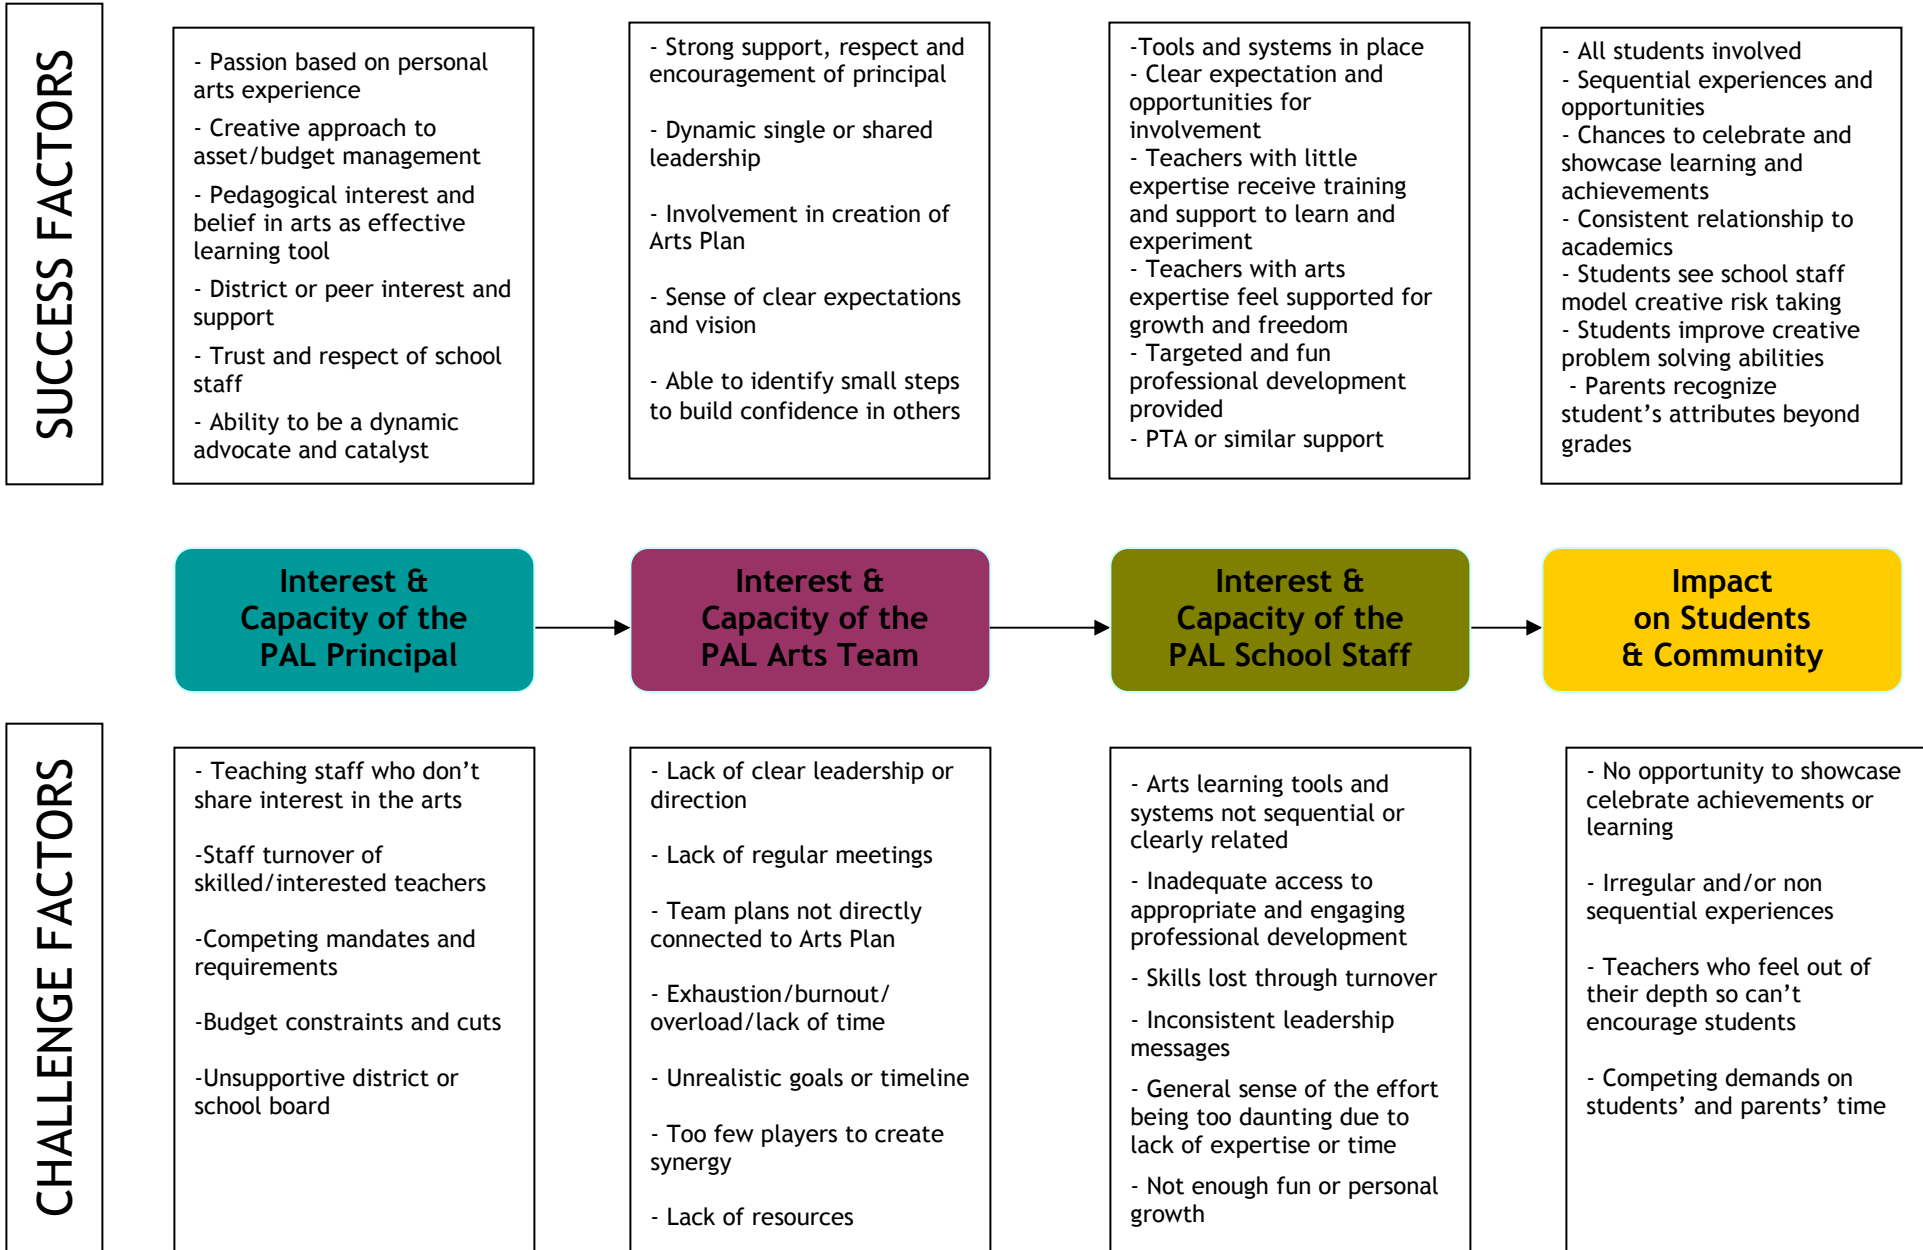 SUCCESS FACTORS
- Passion based on personal
arts experience
- Creative approach to
asset/budget management
- Pedagogical interest and
belief in arts as effective
learning tool
- District or peer interest and
support
- Trust and respect of school
staff
- Ability to be a dynamic
advocate and catalyst
- Strong support, respect and
encouragement of principal
- Dynamic single or shared
leadership
- Involvement in creation of
Arts Plan
- Sense of clear expectations
and vision
- Able to identify small steps
to build confidence in others
-Tools and systems in place
- Clear expectation and
opportunities for
involvement
- Teachers with little
expertise receive training
and support to learn and
experiment
- Teachers with arts
expertise feel supported for
growth and freedom
- Targeted and fun
professional development
provided
- PTA or similar support
- All students involved
- Sequential experiences and
opportunities
- Chances to celebrate and
showcase learning and
achievements
- Consistent relationship to
academics
- Students see school staff
model creative risk taking
- Students improve creative
problem solving abilities
- Parents recognize
student’s attributes beyond
grades
Interest &
Capacity of the
PAL Principal
Interest &
Capacity of the
PAL Arts Team
Interest &
Capacity of the
PAL School Staff
Impact
on Students
& Community
CHALLENGE FACTORS
- Teaching staff who don’t
share interest in the arts
-Staff turnover of
skilled/interested teachers
-Competing mandates and
requirements
-Budget constraints and cuts
-Unsupportive district or
school board
- Lack of clear leadership or
direction
- Lack of regular meetings
- Team plans not directly
connected to Arts Plan
- Exhaustion/burnout/
overload/lack of time
- Unrealistic goals or timeline
- Too few players to create
synergy
- Lack of resources
- Arts learning tools and
systems not sequential or
clearly related
- Inadequate access to
appropriate and engaging
professional development
- Skills lost through turnover
- Inconsistent leadership
messages
- General sense of the effort
being too daunting due to
lack of expertise or time
- Not enough fun or personal
growth
- No opportunity to showcase
celebrate achievements or
learning
- Irregular and/or non
sequential experiences
- Teachers who feel out of
their depth so can’t
encourage students
- Competing demands on
students’ and parents’ time